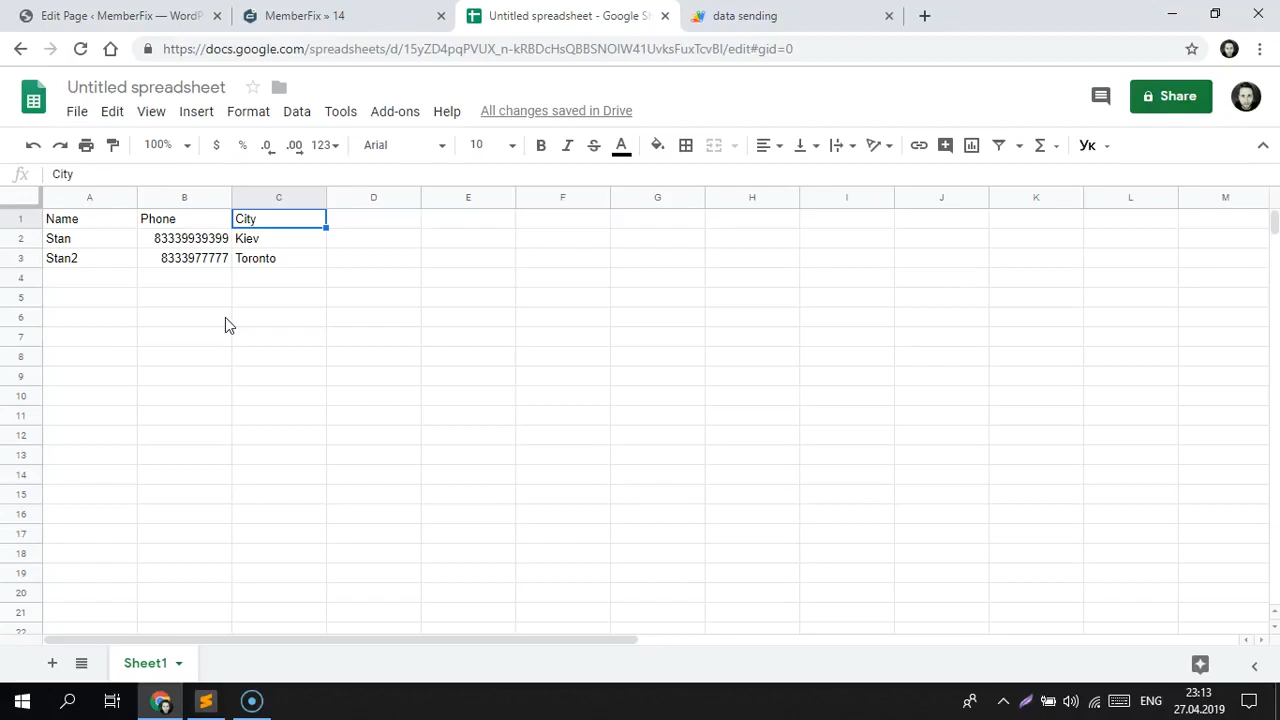 Edit Page ‹ MemberFix — WordP
MemberFix » 14
Untitled spreadsheet - Google Sh
data sending
https://docs.google.com/spreadsheets/d/15yZD4pqPVUX_n-kRBDcHsQBBSNOIW41UvksFuxTcvBI/edit#gid=0
Untitled spreadsheet
File Edit View Insert Format Data Tools Add-ons Help All changes saved in Drive
Share
100% $ % .0 .00 123 Arial 10 B I S A Σ Ук
fx City
A B C D E F G H I J K L M
1 Name Phone City
2 Stan 83339939399 Kiev
3 Stan2 8333977777 Toronto
4
5
6
7
8
9
10
11
12
13
14
15
16
17
18
19
20
21
22
Sheet1
ENG
23:13
27.04.2019